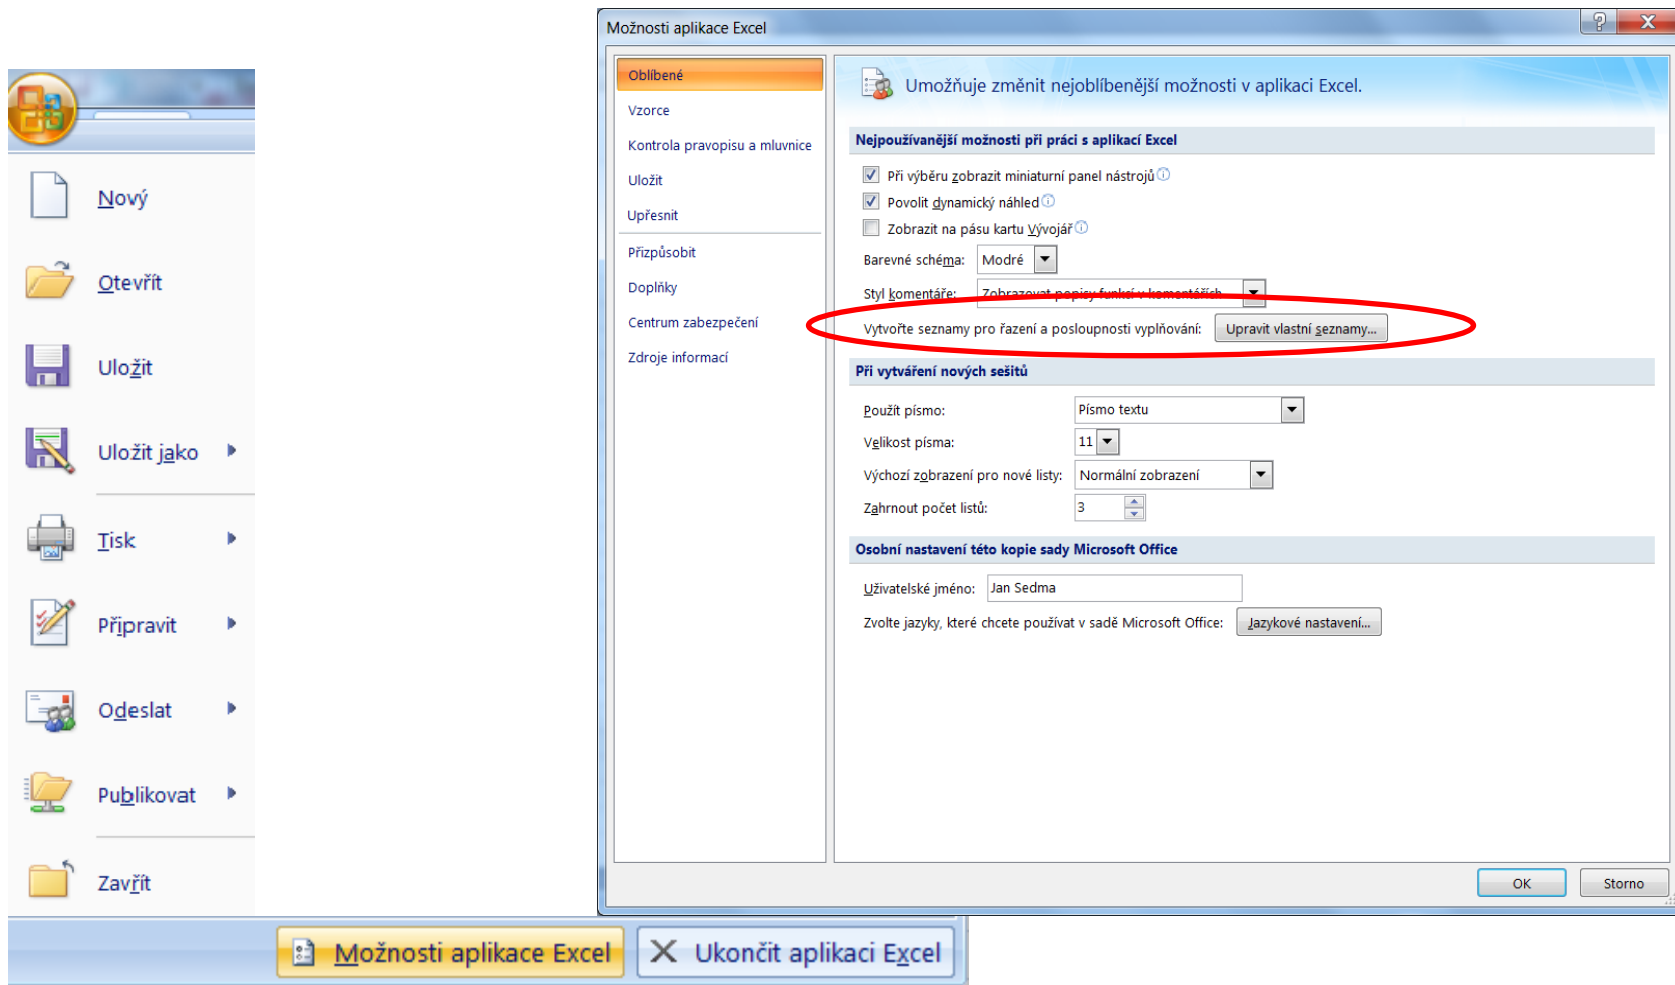 Nový
Otevřít
Uložit
Uložit jako
Tisk
Připravit
Odeslat
Publikovat
Zavřít
Možnosti aplikace Excel
Ukončit aplikaci Excel
Možnosti aplikace Excel
Oblíbené
Vzorce
Kontrola pravopisu a mluvnice
Uložit
Upřesnit
Přizpůsobit
Doplňky
Centrum zabezpečení
Zdroje informací
Umožňuje změnit nejoblíbenější možnosti v aplikaci Excel.
Nejpoužívanější možnosti při práci s aplikací Excel
Při výběru zobrazit miniaturní panel nástrojů
Povolit dynamický náhled
Zobrazit na pásu kartu Vývojář
Barevné schéma: Modré
Styl komentáře: Zobrazovat popisy funkcí v komentářích
Vytvořte seznamy pro řazení a posloupnosti vyplňování: Upravit vlastní seznamy...
Při vytváření nových sešitů
Použít písmo: Písmo textu
Velikost písma: 11
Výchozí zobrazení pro nové listy: Normální zobrazení
Zahrnout počet listů: 3
Osobní nastavení této kopie sady Microsoft Office
Uživatelské jméno: Jan Sedma
Zvolte jazyky, které chcete používat v sadě Microsoft Office: Jazykové nastavení...
OK Storno